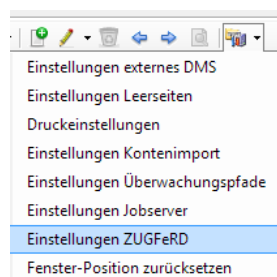 Einstellungen externes DMS
Einstellungen Leerseiten
Druckeinstellungen
Einstellungen Kontenimport
Einstellungen Überwachungspfade
Einstellungen Jobserver
Einstellungen ZUGFeRD
Fenster-Position zurücksetzen